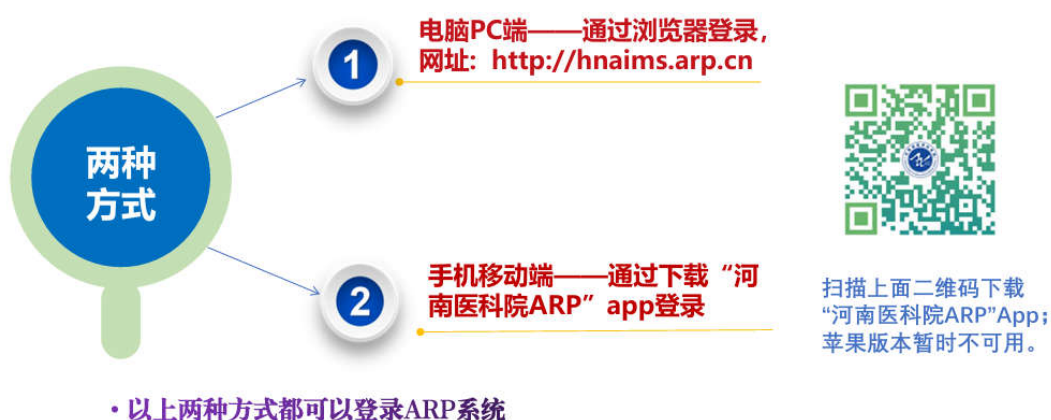 两种
方式
1
电脑PC端——通过浏览器登录，
网址：http://hnaims.arp.cn
2
手机移动端——通过下载“河
南医科院ARP”app登录
扫描上面二维码下载
“河南医科院ARP”App；
苹果版本暂时不可用。
·以上两种方式都可以登录ARP系统